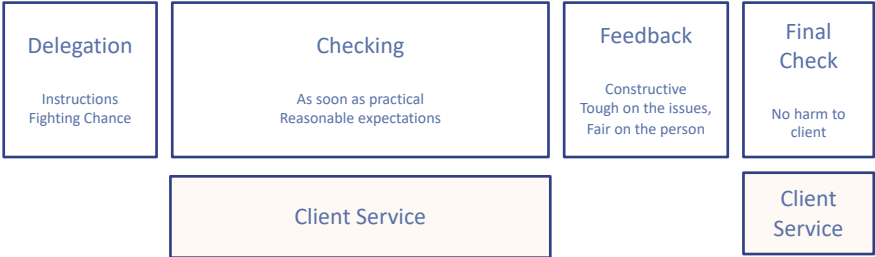 Delegation
Instructions
Fighting Chance
Checking
As soon as practical
Reasonable expectations
Feedback
Constructive
Tough on the issues,
Fair on the person
Final
Check
No harm to
client
Client Service
Client
Service